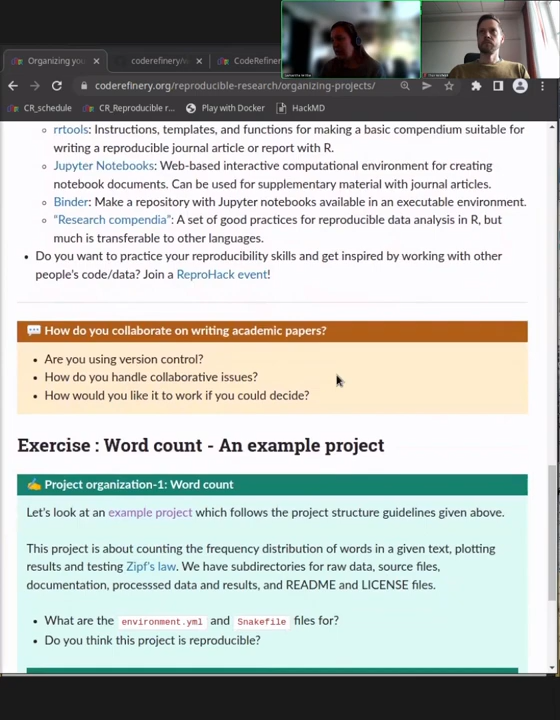 Organizing you
coderefinery/w
CodeRefiner
coderefinery.org/reproducible-research/organizing-projects/
CR_schedule
CR_Reproducible r...
Play with Docker
HackMD
rrtools: Instructions, templates, and functions for making a basic compendium suitable for
writing a reproducible journal article or report with R.
Jupyter Notebooks: Web-based interactive computational environment for creating
notebook documents. Can be used for supplementary material with journal articles.
Binder: Make a repository with Jupyter notebooks available in an executable environment.
“Research compendia”: A set of good practices for reproducible data analysis in R, but
much is transferable to other languages.
Do you want to practice your reproducibility skills and get inspired by working with other
people’s code/data? Join a ReproHack event!
How do you collaborate on writing academic papers?
Are you using version control?
How do you handle collaborative issues?
How would you like it to work if you could decide?
Exercise : Word count - An example project
Project organization-1: Word count
Let’s look at an example project which follows the project structure guidelines given above.
This project is about counting the frequency distribution of words in a given text, plotting
results and testing Zipf’s law. We have subdirectories for raw data, source files,
documentation, processsed data and results, and README and LICENSE files.
What are the environment.yml and Snakefile files for?
Do you think this project is reproducible?